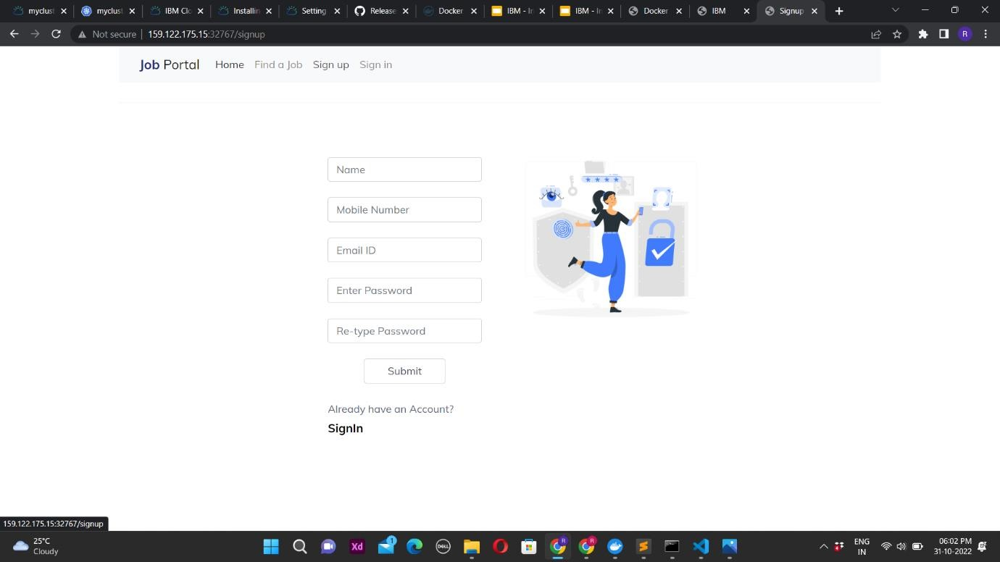 myclust
myclust
IBM Clo
Installin
Setting
Release
Docker
IBM - In
IBM - In
Docker
IBM
Signup
Not secure
159.122.175.15:32767/signup
R
Job Portal
Home
Find a Job
Sign up
Sign in
Name
Mobile Number
Email ID
Enter Password
Re-type Password
Submit
Already have an Account?
SignIn
159.122.175.15:32767/signup
25°C
Cloudy
Xd
1
DELL
R
R
ENG
IN
06:02 PM
31-10-2022